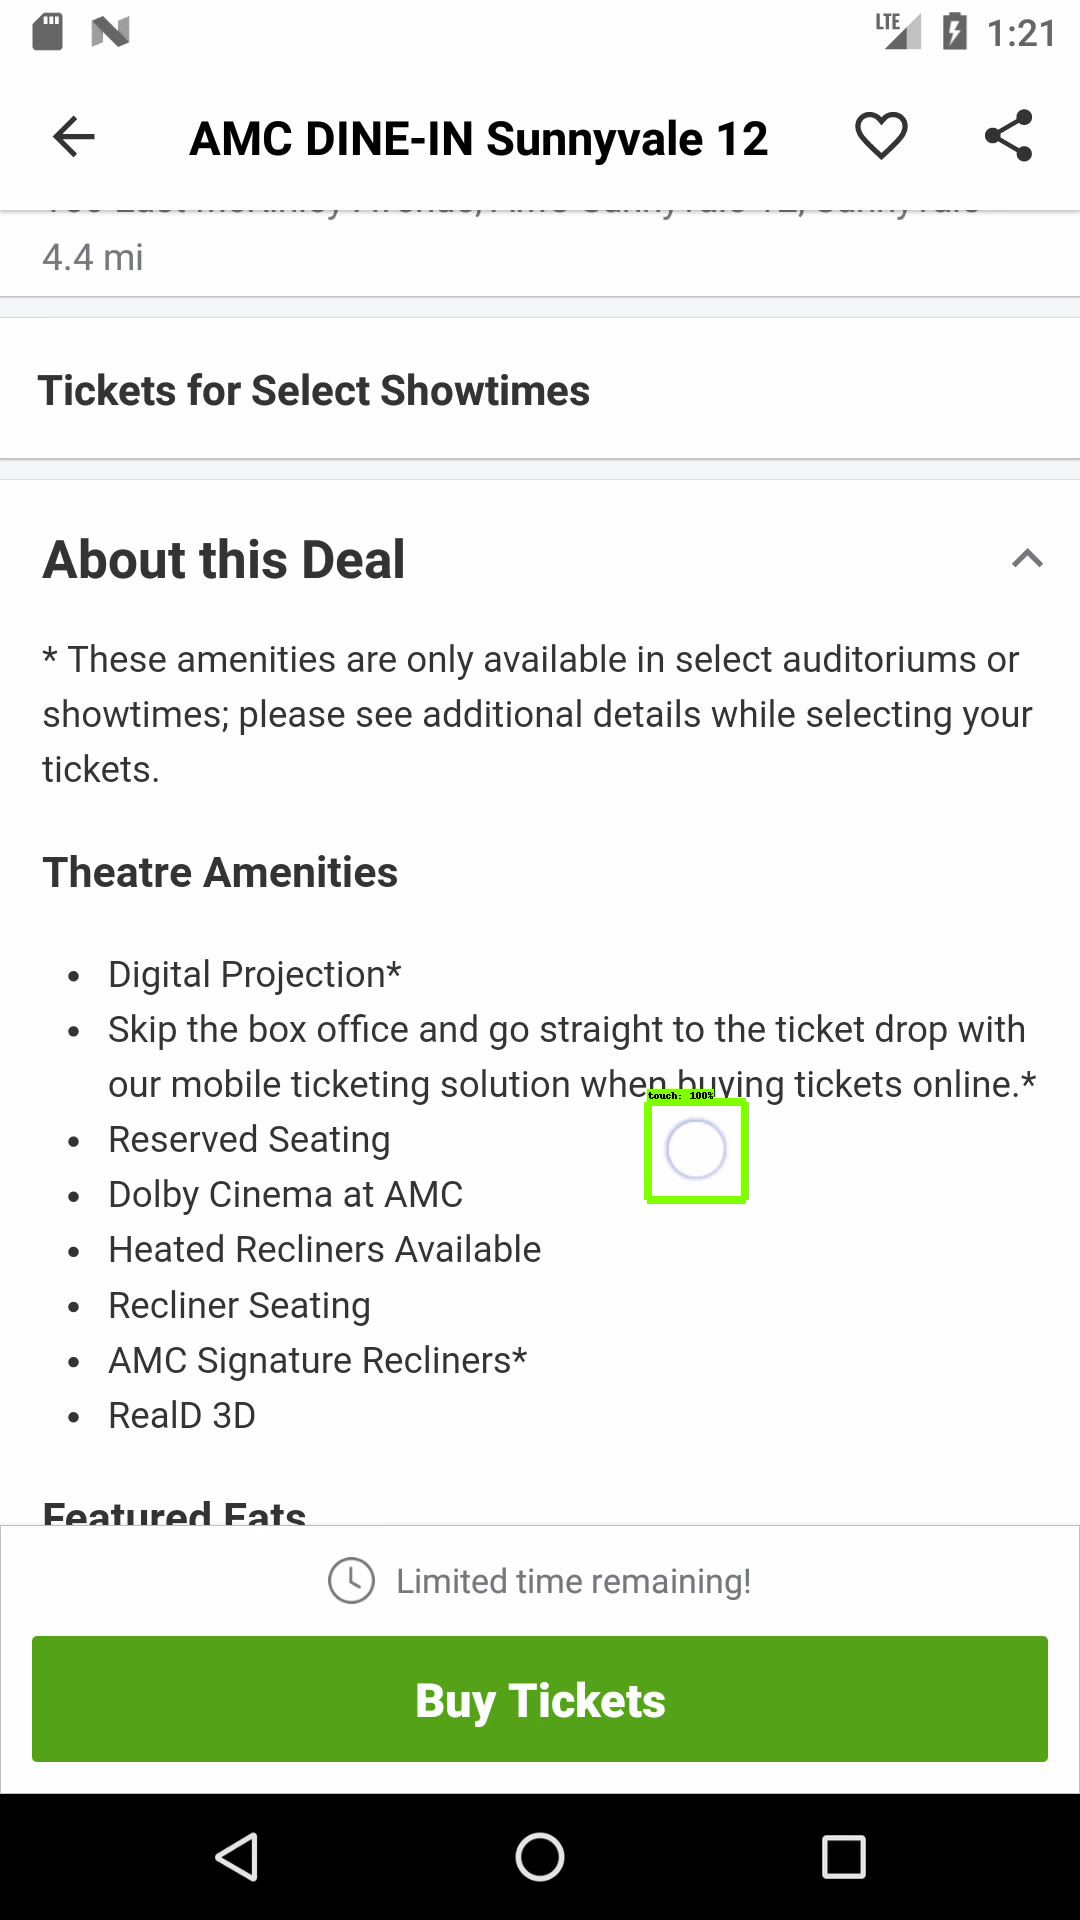 LTE 1:21
AMC DINE-IN Sunnyvale 12
4.4 mi
Tickets for Select Showtimes
About this Deal
* These amenities are only available in select auditoriums or
showtimes; please see additional details while selecting your
tickets.
Theatre Amenities
• Digital Projection*
• Skip the box office and go straight to the ticket drop with
our mobile ticketing solution when buying tickets online.*
touch: 100%
• Reserved Seating
• Dolby Cinema at AMC
• Heated Recliners Available
• Recliner Seating
• AMC Signature Recliners*
• RealD 3D
Featured Eats
Limited time remaining!
Buy Tickets